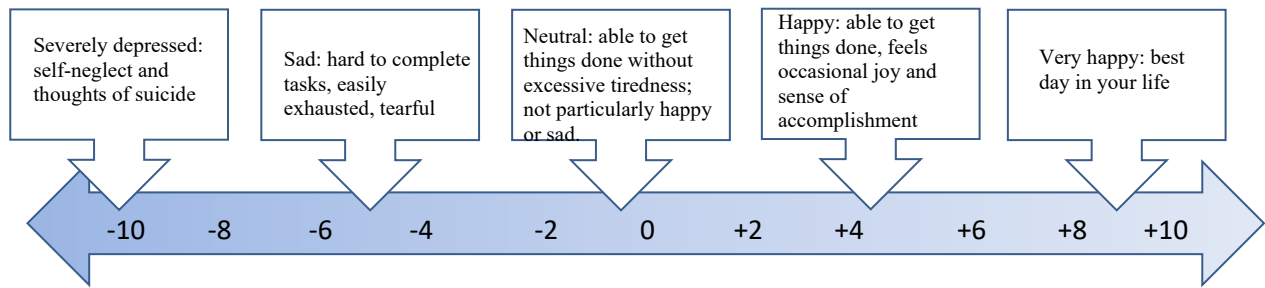 Severely depressed:
self-neglect and
thoughts of suicide
Sad: hard to complete
tasks, easily
exhausted, tearful
Neutral: able to get
things done without
excessive tiredness;
not particularly happy
or sad.
Happy: able to get
things done, feels
occasional joy and
sense of
accomplishment
Very happy: best
day in your life
-10 -8 -6 -4 -2 0 +2 +4 +6 +8 +10